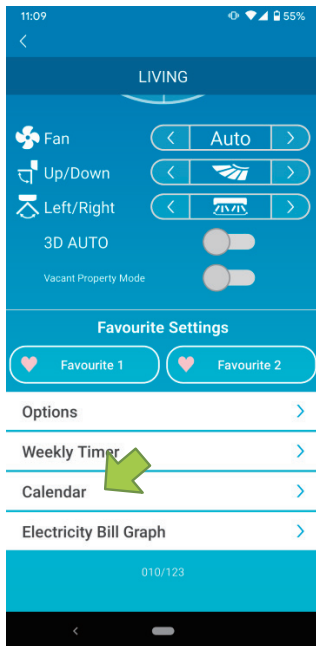 11:09 55%
LIVING
Fan Auto
Up/Down
Left/Right
3D AUTO
Vacant Property Mode
Favourite Settings
Favourite 1 Favourite 2
Options
Weekly Timer
Calendar
Electricity Bill Graph
010/123